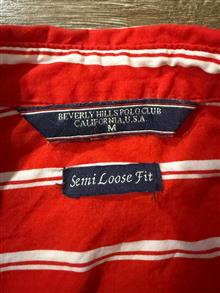 BEVERLY HILLS POLO CLUB
CALIFORNIA, U.S.A.
M
Semi Loose Fit